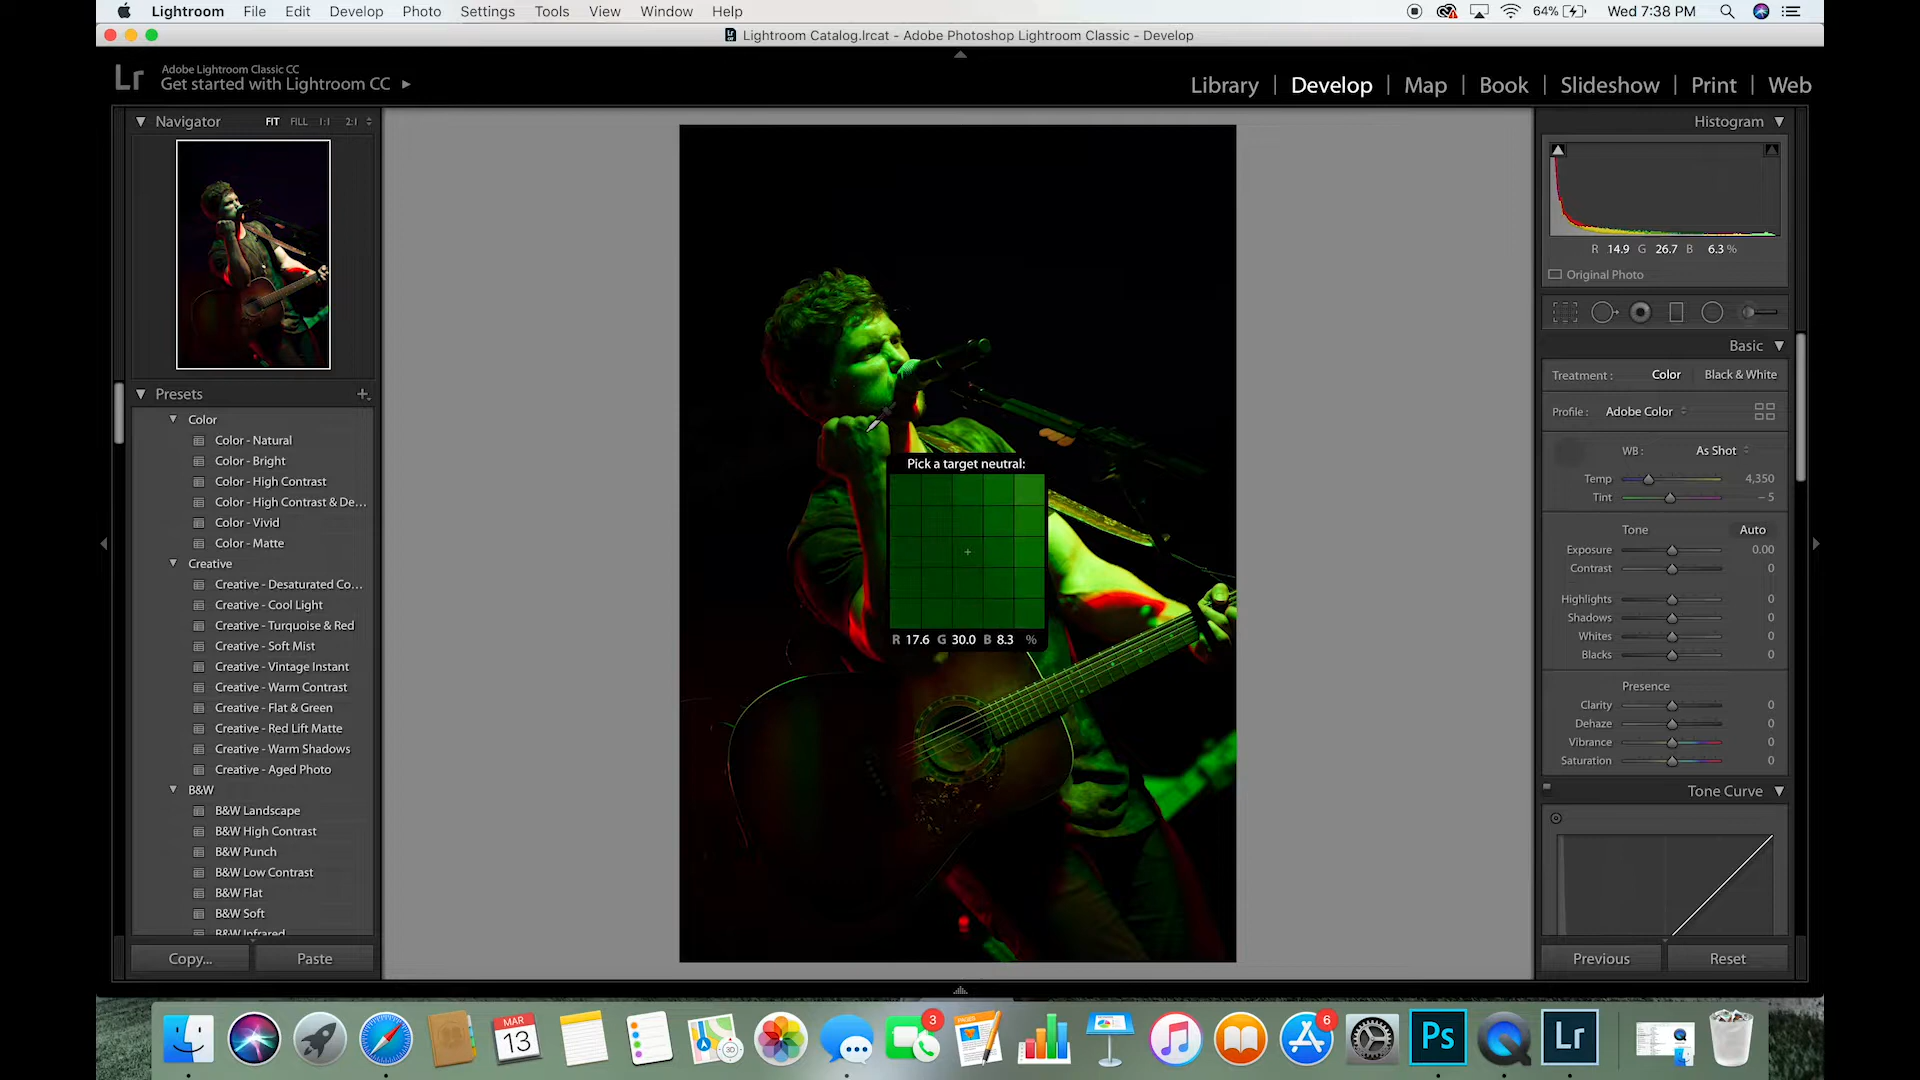 Lightroom File Edit Develop Photo Settings Tools View Window Help 64% Wed 7:38 PM
Lightroom Catalog.lrcat - Adobe Photoshop Lightroom Classic - Develop
Lr Adobe Lightroom Classic CC
Get started with Lightroom CC
Library | Develop | Map | Book | Slideshow | Print | Web
Navigator FIT FILL 1:1 2:1
Presets +
Color
Color - Natural
Color - Bright
Color - High Contrast
Color - High Contrast & De...
Color - Vivid
Color - Matte
Creative
Creative - Desaturated Co...
Creative - Cool Light
Creative - Turquoise & Red
Creative - Soft Mist
Creative - Vintage Instant
Creative - Warm Contrast
Creative - Flat & Green
Creative - Red Lift Matte
Creative - Warm Shadows
Creative - Aged Photo
B&W
B&W Landscape
B&W High Contrast
B&W Punch
B&W Low Contrast
B&W Flat
B&W Soft
B&W Infrared
Copy... Paste
Pick a target neutral:
R 17.6 G 30.0 B 8.3 %
Histogram
R 14.9 G 26.7 B 6.3 %
Original Photo
Basic
Treatment : Color Black & White
Profile : Adobe Color
WB : As Shot
Temp 4,350
Tint – 5
Tone Auto
Exposure 0.00
Contrast 0
Highlights 0
Shadows 0
Whites 0
Blacks 0
Presence
Clarity 0
Dehaze 0
Vibrance 0
Saturation 0
Tone Curve
Previous Reset
MAR
13
30
3
6
Ps
Lr